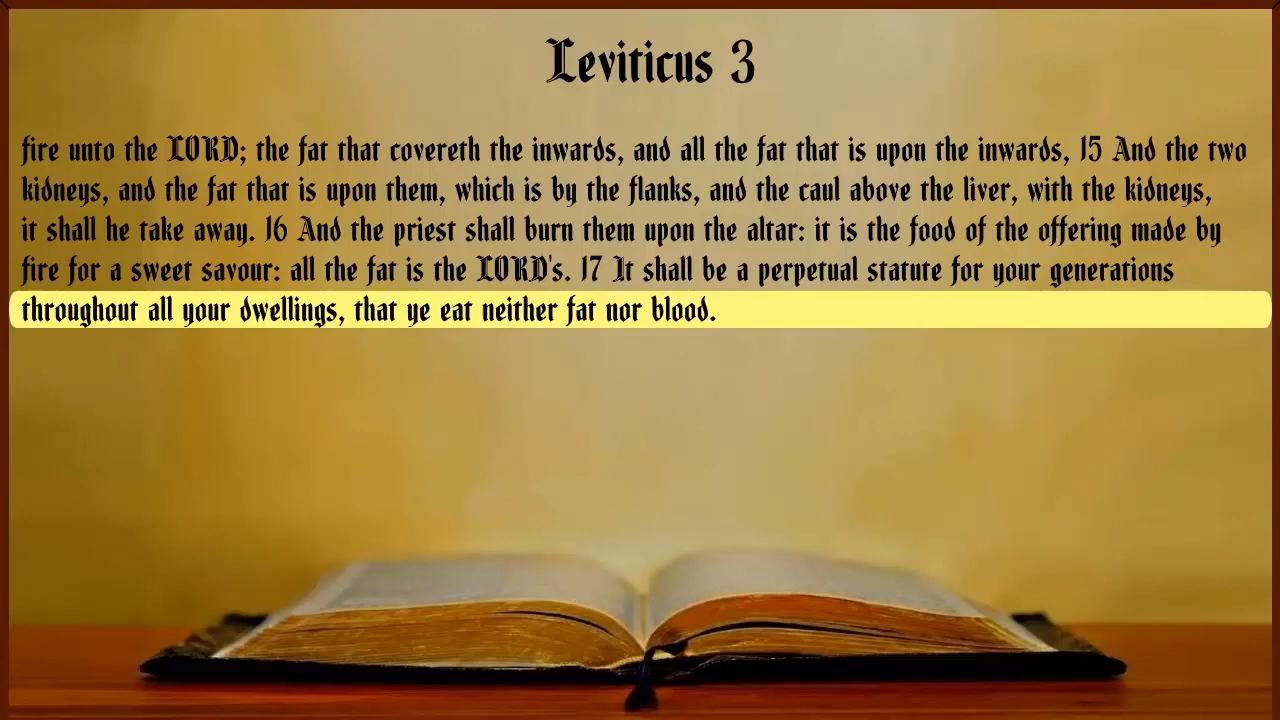 Leviticus 3
fire unto the LORD; the fat that covereth the inwards, and all the fat that is upon the inwards, 15 And the two
kidneys, and the fat that is upon them, which is by the flanks, and the caul above the liver, with the kidneys,
it shall he take away. 16 And the priest shall burn them upon the altar: it is the food of the offering made by
fire for a sweet savour: all the fat is the LORD's. 17 It shall be a perpetual statute for your generations
throughout all your dwellings, that ye eat neither fat nor blood.